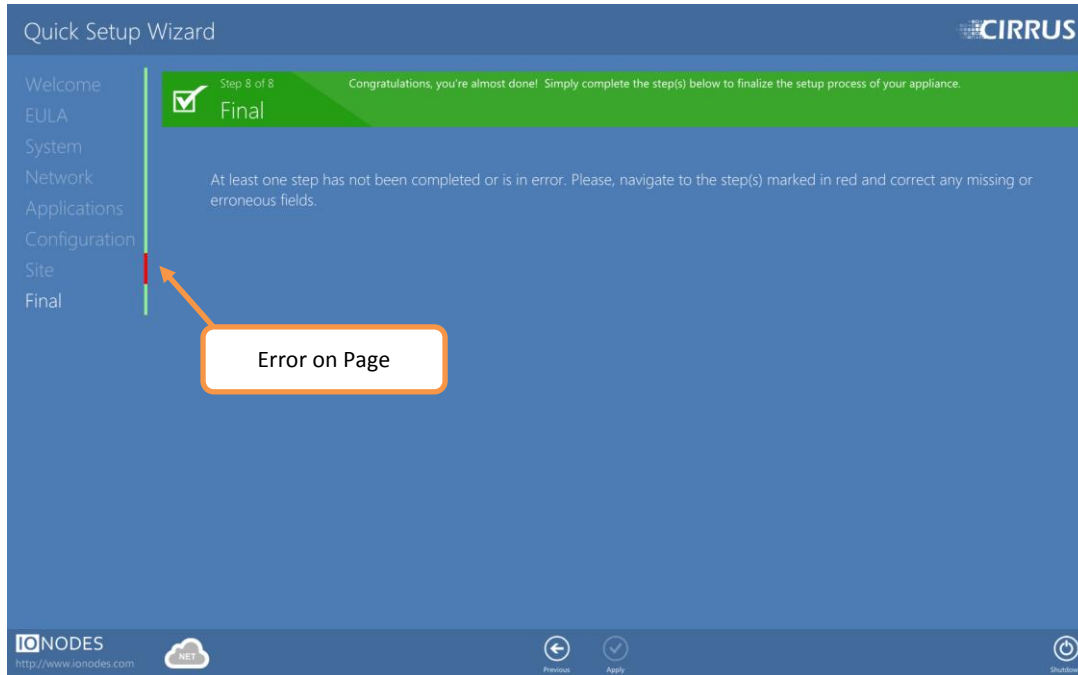 Quick Setup Wizard
CIRRUS
Welcome
EULA
System
Network
Applications
Configuration
Site
Final
Step 8 of 8
Final
Congratulations, you're almost done! Simply complete the step(s) below to finalize the setup process of your appliance.
At least one step has not been completed or is in error. Please, navigate to the step(s) marked in red and correct any missing or
erroneous fields.
Error on Page
IONODES
http://www.ionodes.com
NET
Previous
Apply
Shutdow